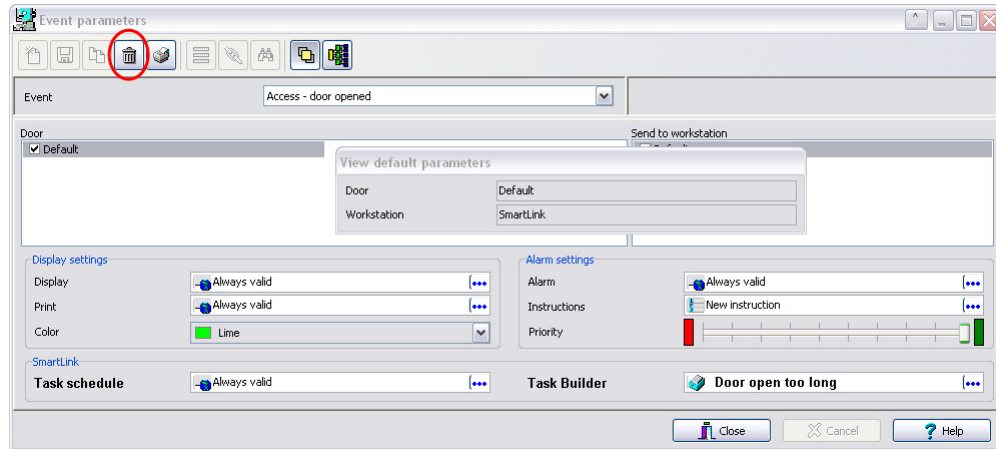 Event parameters
Event Access - door opened
Door Send to workstation
Default
View default parameters
Door Default
Workstation SmartLink
Display settings Alarm settings
Display Always valid Alarm Always valid
Print Always valid Instructions New instruction
Color Lime Priority
SmartLink
Task schedule Always valid Task Builder Door open too long
Close Cancel Help